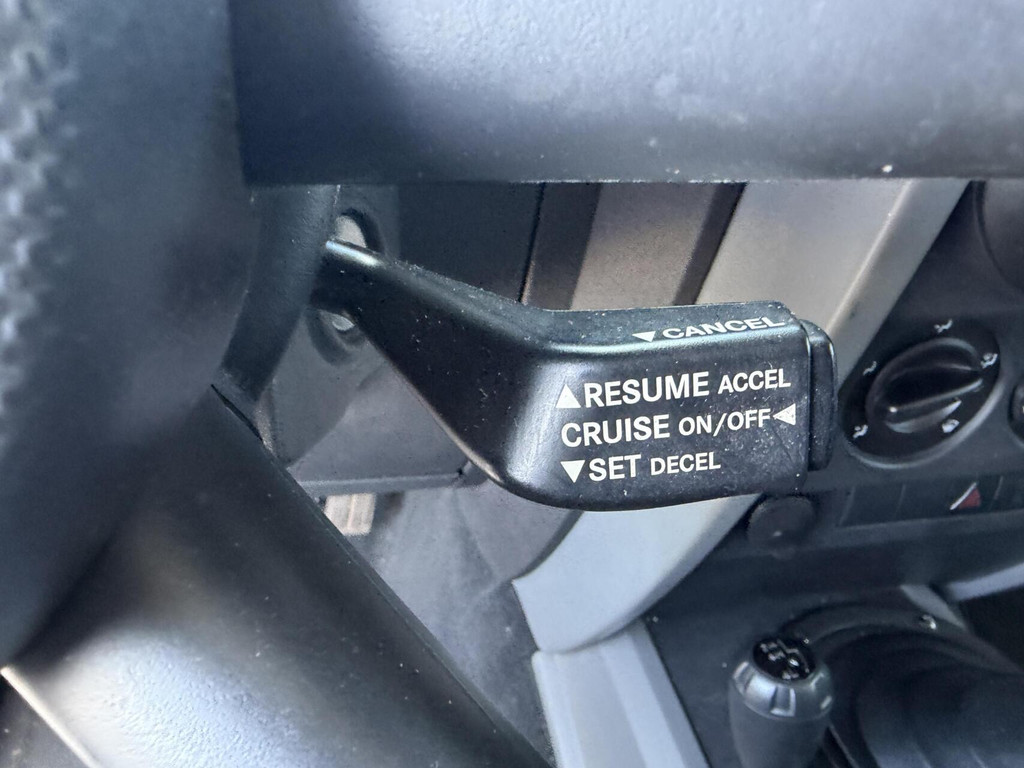 ▼CANCEL
▲RESUME ACCEL
CRUISE ON/OFF◀
▼SET DECEL